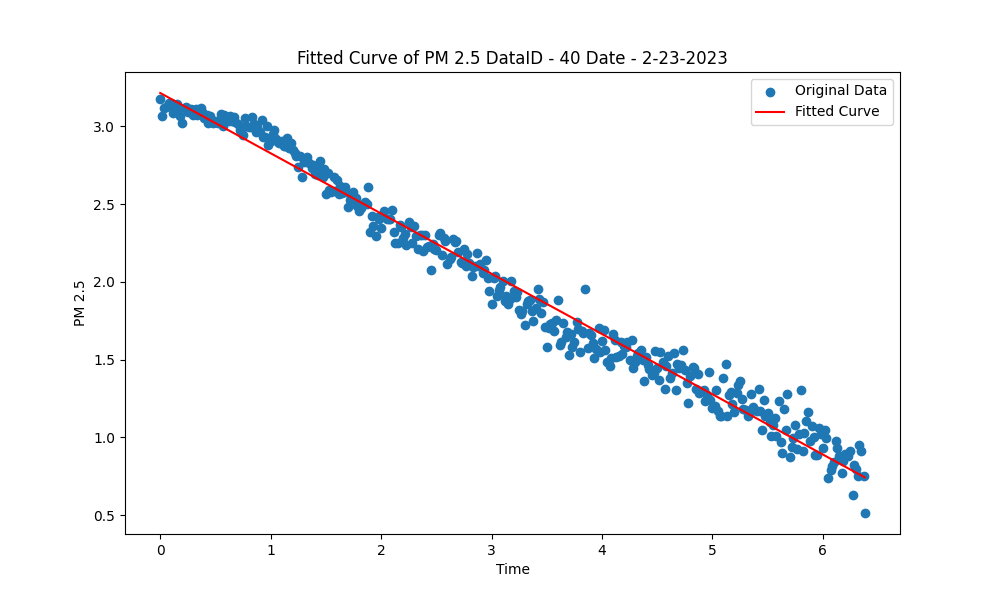 Fitted Curve of PM 2.5 DataID - 40 Date - 2-23-2023
Original Data
Fitted Curve
PM 2.5
3.0
2.5
2.0
1.5
1.0
0.5
0 1 2 3 4 5 6
Time